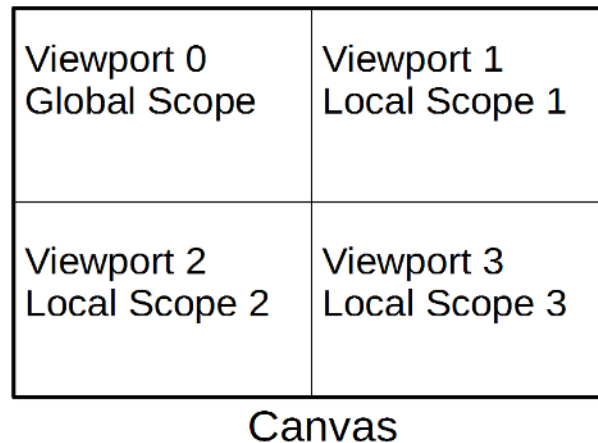 Viewport 0
Global Scope
Viewport 1
Local Scope 1
Viewport 2
Local Scope 2
Viewport 3
Local Scope 3
Canvas